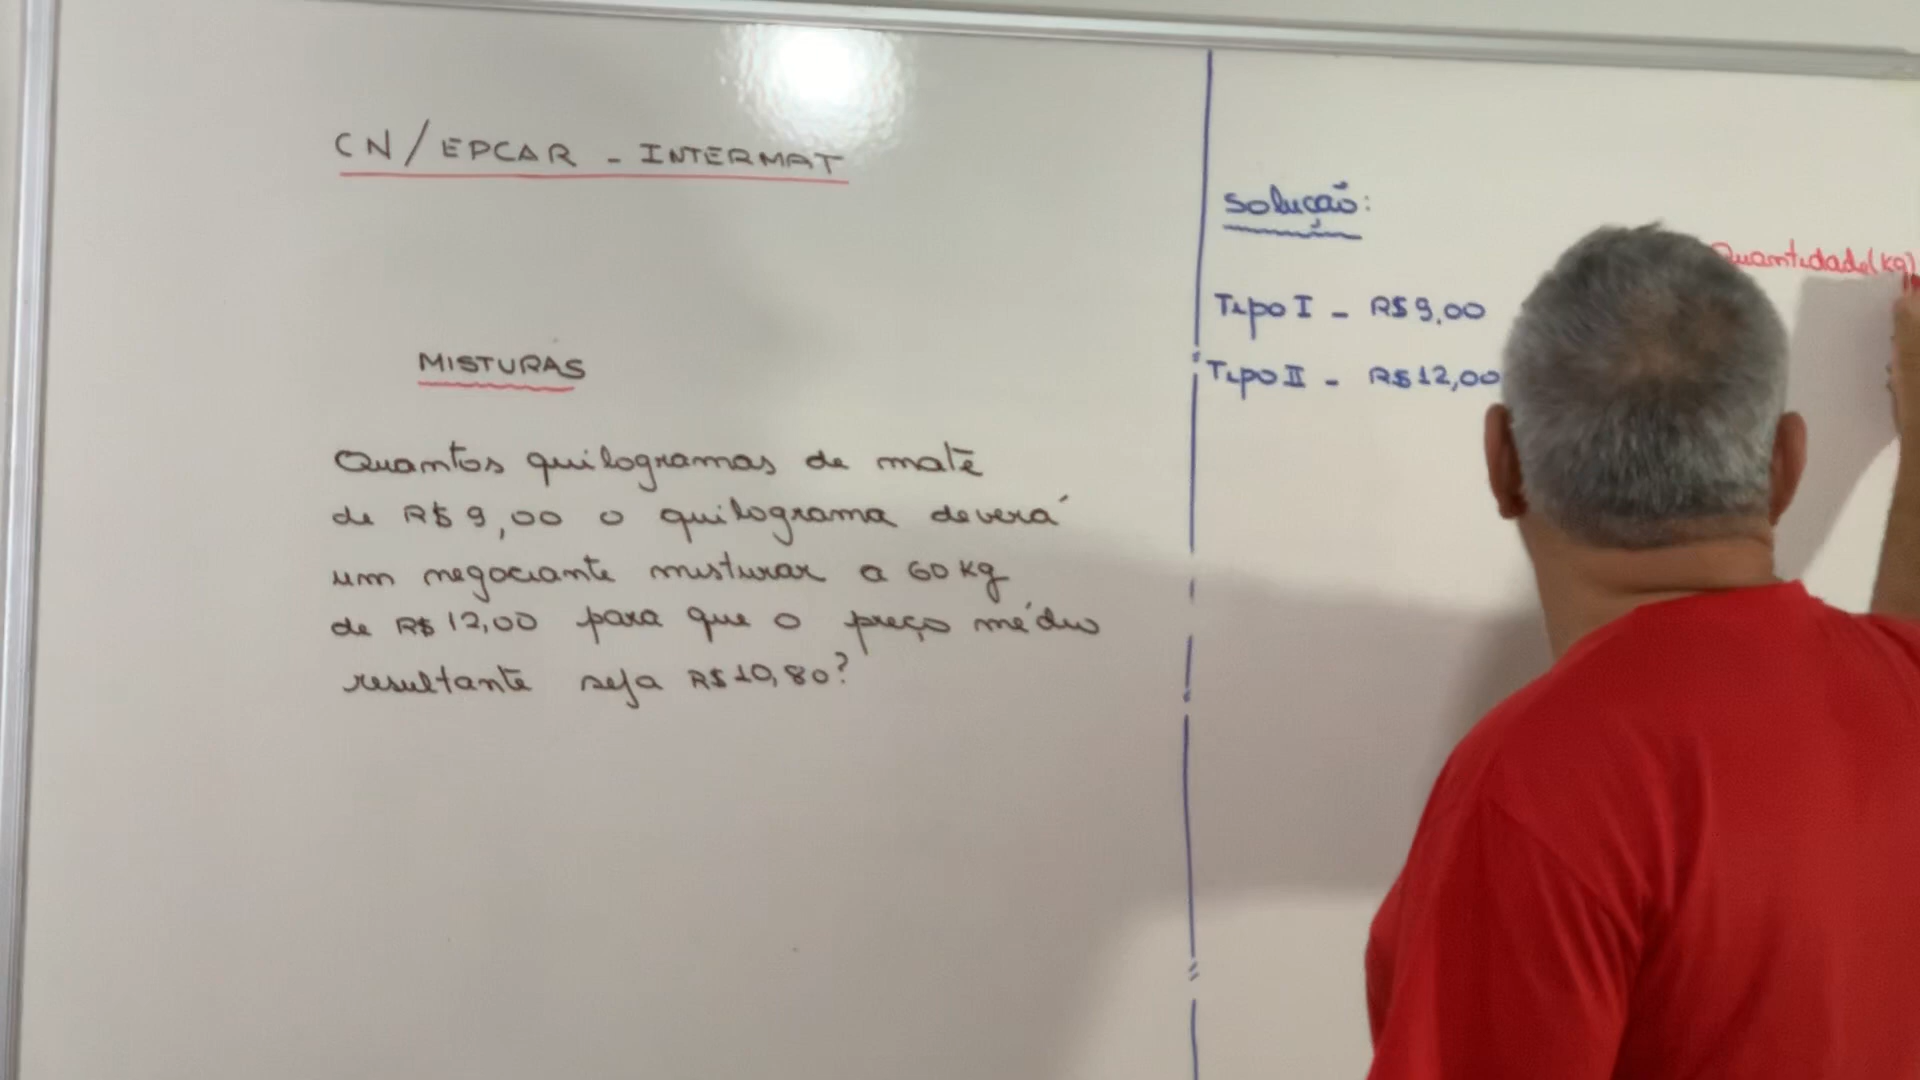 CN/EPCAR - INTERMAT
MISTURAS
Quantos quilogramas de mate
de R$ 9,00 o quilograma deverá
um negociante misturar a 60 kg
de R$ 12,00 para que o preço médio
resultante seja R$ 10,80?
Solução:
Quantidade (kg)
Tipo I - R$ 9,00
Tipo II - R$ 12,00